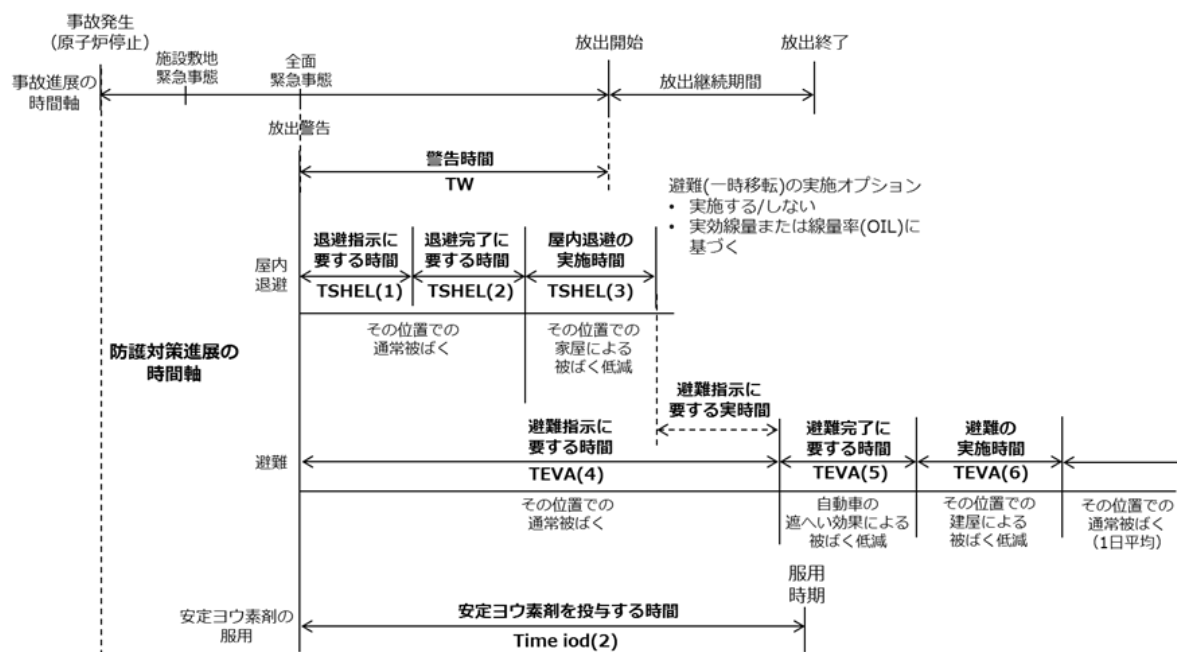 事故発生
（原子炉停止）
放出開始
放出終了
施設敷地
緊急事態
全面
緊急事態
事故進展の
時間軸
放出継続期間
放出警告
警告時間
TW
避難(一時移転)の実施オプション
• 実施する/しない
• 実効線量または線量率(OIL)に
基づく
退避指示に
要する時間
退避完了に
要する時間
屋内退避の
実施時間
屋内
退避
TSHEL(1)
TSHEL(2)
TSHEL(3)
その位置での
通常被ばく
その位置での
家屋による
被ばく低減
防護対策進展の
時間軸
避難指示に
要する実時間
避難指示に
要する時間
避難完了に
要する時間
避難の
実施時間
避難
TEVA(4)
TEVA(5)
TEVA(6)
その位置での
通常被ばく
自動車の
遮へい効果による
被ばく低減
その位置での
建屋による
被ばく低減
その位置での
通常被ばく
（1日平均）
服用
時期
安定ヨウ素剤の
服用
安定ヨウ素剤を投与する時間
Time iod(2)